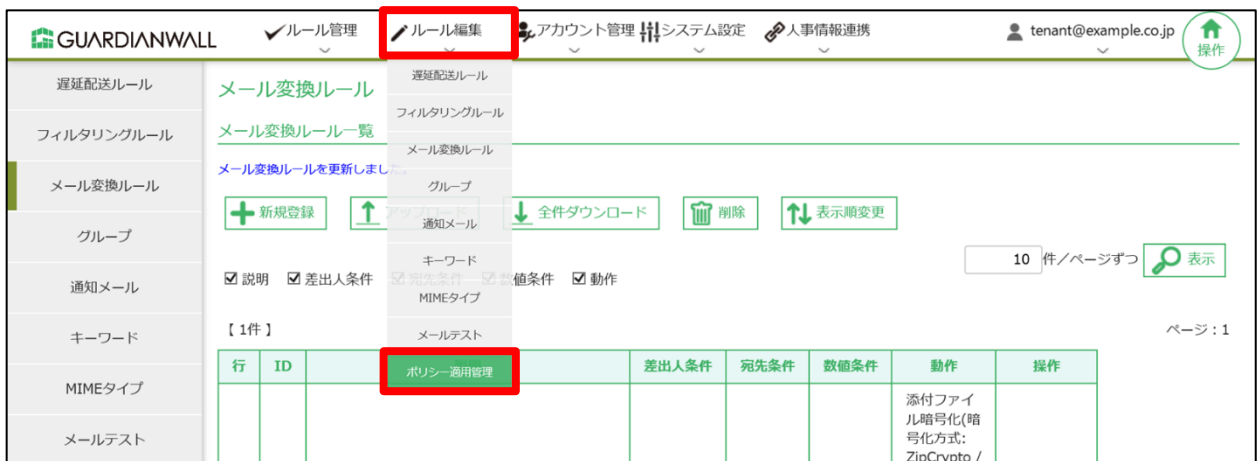 GUARDIANWALL
ルール管理
ルール編集
アカウント管理
システム設定
人事情報連携
tenant@example.co.jp
操作
遅延配送ルール
フィルタリングルール
メール変換ルール
グループ
通知メール
キーワード
MIMEタイプ
メールテスト
遅延配送ルール
フィルタリングルール
メール変換ルール
グループ
通知メール
キーワード
MIMEタイプ
メールテスト
ポリシー適用管理
メール変換ルール
メール変換ルール一覧
メール変換ルールを更新しました。
新規登録
アップロード
全件ダウンロード
削除
表示順変更
10 件/ページずつ
表示
説明 差出人条件 宛先条件 数値条件 動作
【 1件 】
ページ : 1
行 ID 差出人条件 宛先条件 数値条件 動作 操作
添付ファイ
ル暗号化(暗
号化方式:
ZipCrypto /